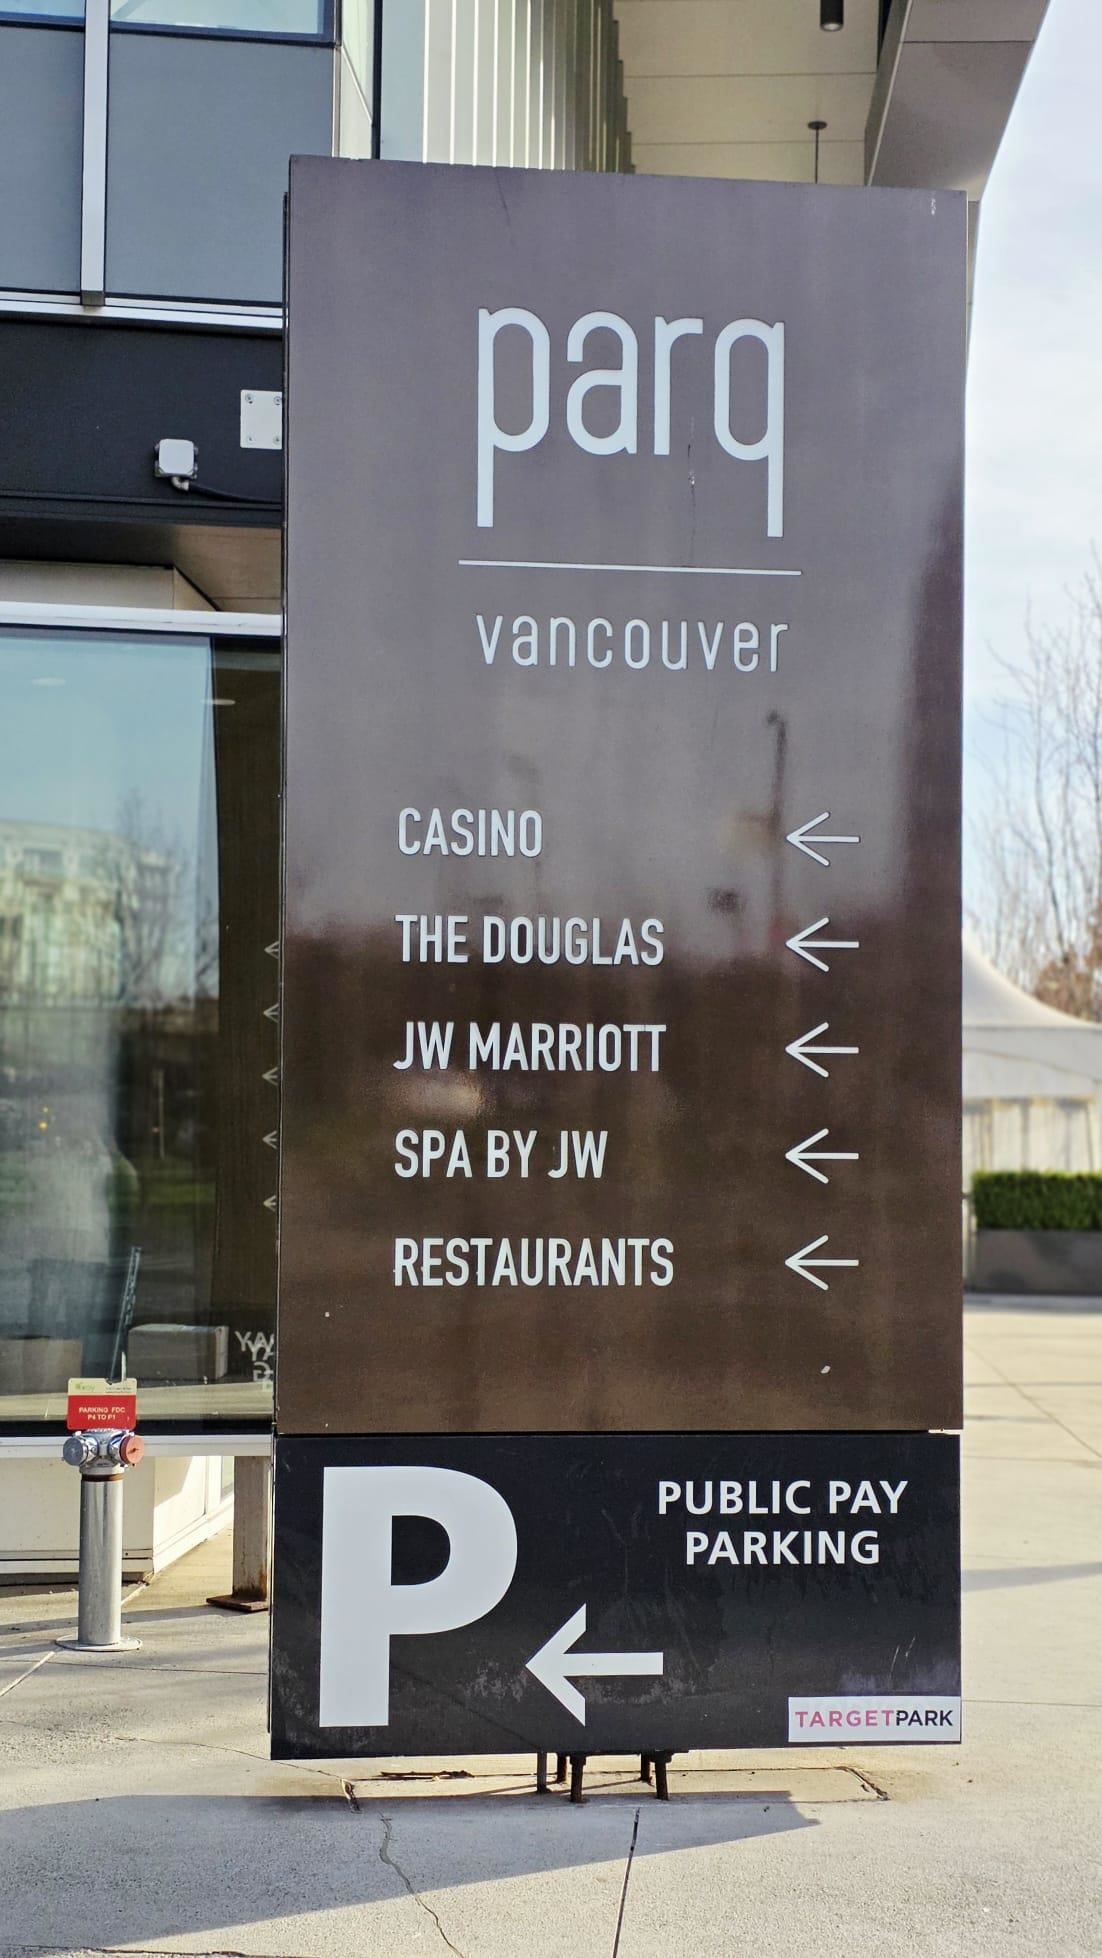 parq
vancouver
CASINO
THE DOUGLAS
JW MARRIOTT
SPA BY JW
RESTAURANTS
P
PUBLIC PAY
PARKING
TARGETPARK
PARKING FDC
P4 TO P1